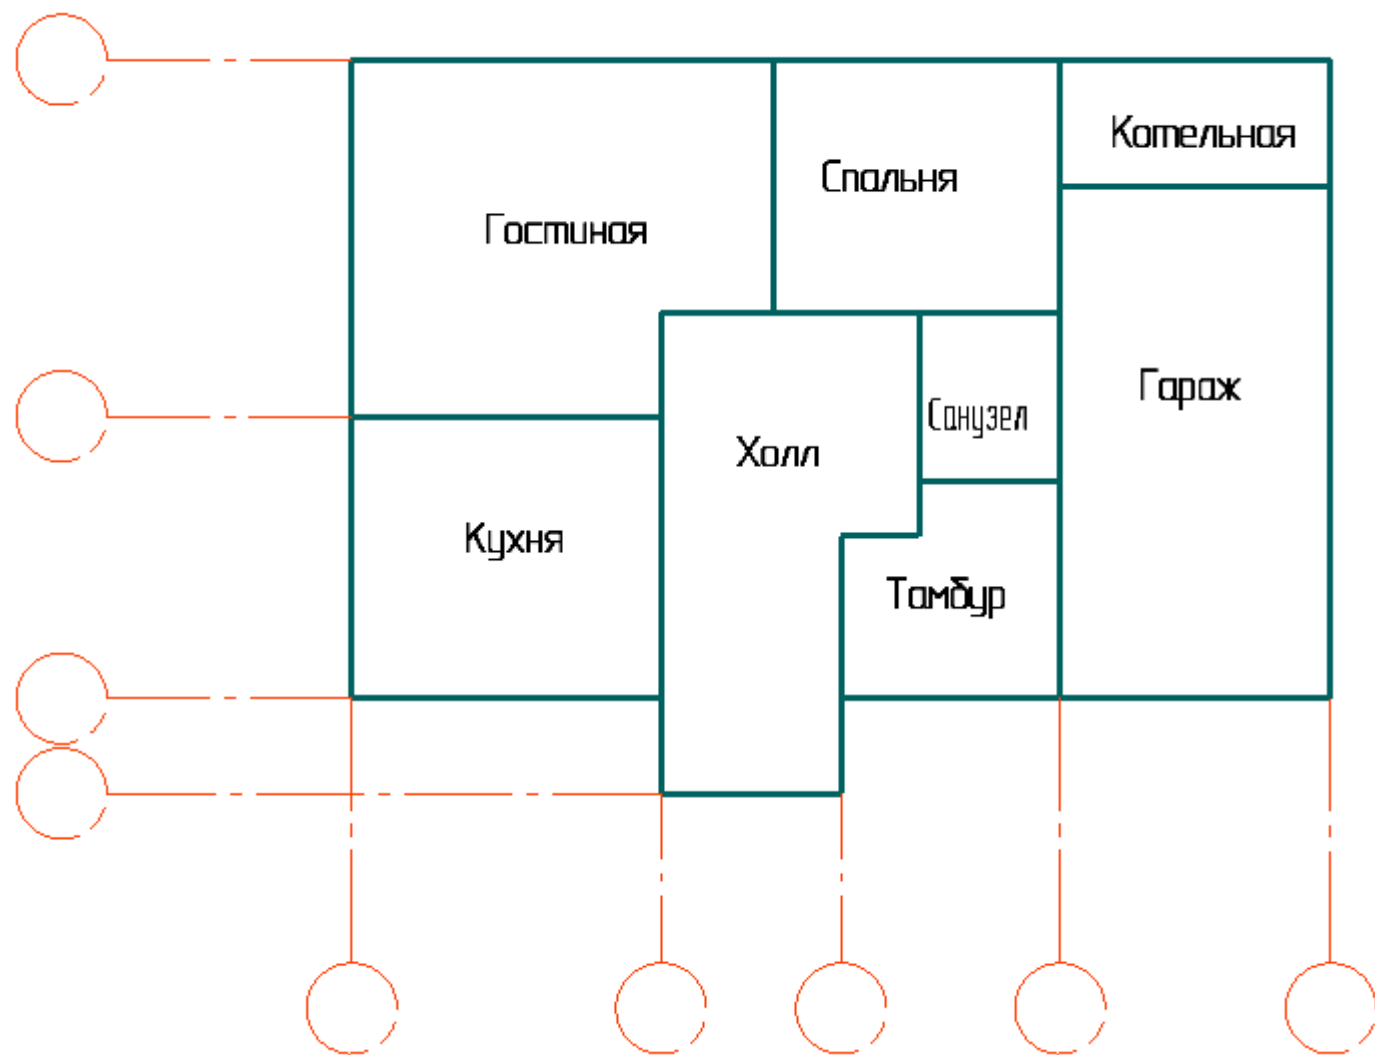 Котельная
Спальня
Гостиная
Гараж
Санузел
Холл
Кухня
Тамбур